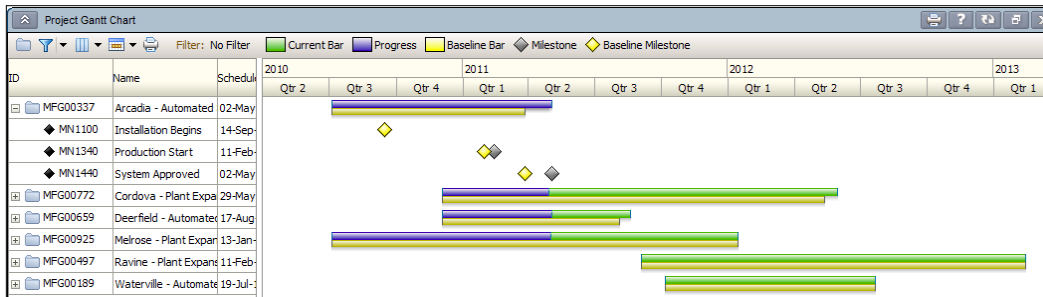 Project Gantt Chart
Filter: No Filter Current Bar Progress Baseline Bar Milestone Baseline Milestone
ID Name Schedule 2010 2011 2012 2013
Qtr 2 Qtr 3 Qtr 4 Qtr 1 Qtr 2 Qtr 3 Qtr 4 Qtr 1 Qtr 2 Qtr 3 Qtr 4 Qtr 1
MFG00337 Arcadia - Automated 02-May
MN1100 Installation Begins 14-Sep-
MN1340 Production Start 11-Feb-
MN1440 System Approved 02-May
MFG00772 Cordova - Plant Expa 29-May
MFG00659 Deerfield - Automated 17-Aug-
MFG00925 Melrose - Plant Expan 13-Jan-
MFG00497 Ravine - Plant Expans 11-Feb-
MFG00189 Waterville - Automate 19-Jul-1